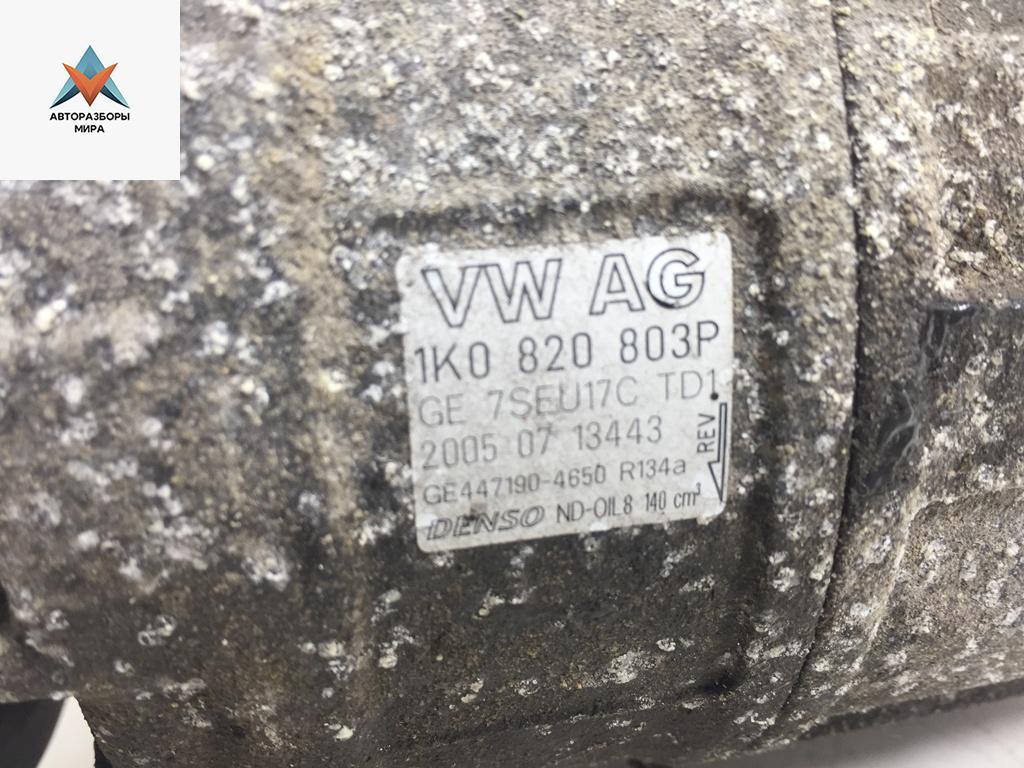 АВТОРАЗБОРЫ
МИРА
VW AG
1K0 820 803P
GE 7SEU17C TD1
2005 07 13443
REV
GE447190-4650 R134a
DENSO ND-OIL8 140 cm³